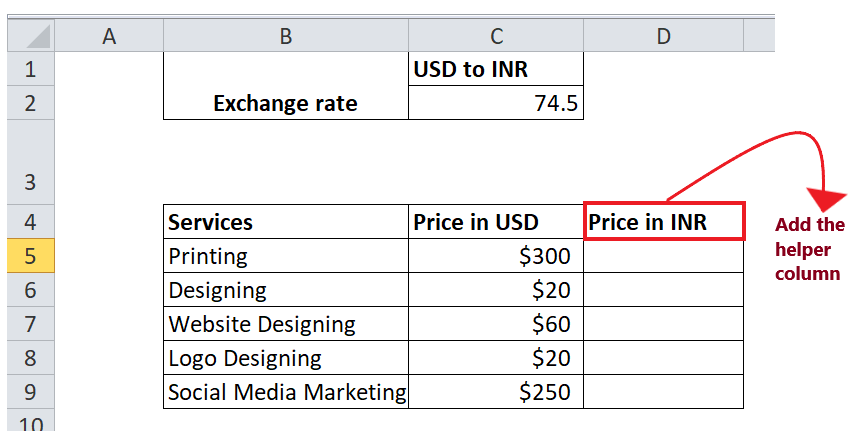 A B C D
1 USD to INR
2 Exchange rate 74.5
3
4 Services Price in USD Price in INR
Add the
5 Printing $300
helper
6 Designing $20
column
7 Website Designing $60
8 Logo Designing $20
9 Social Media Marketing $250
10